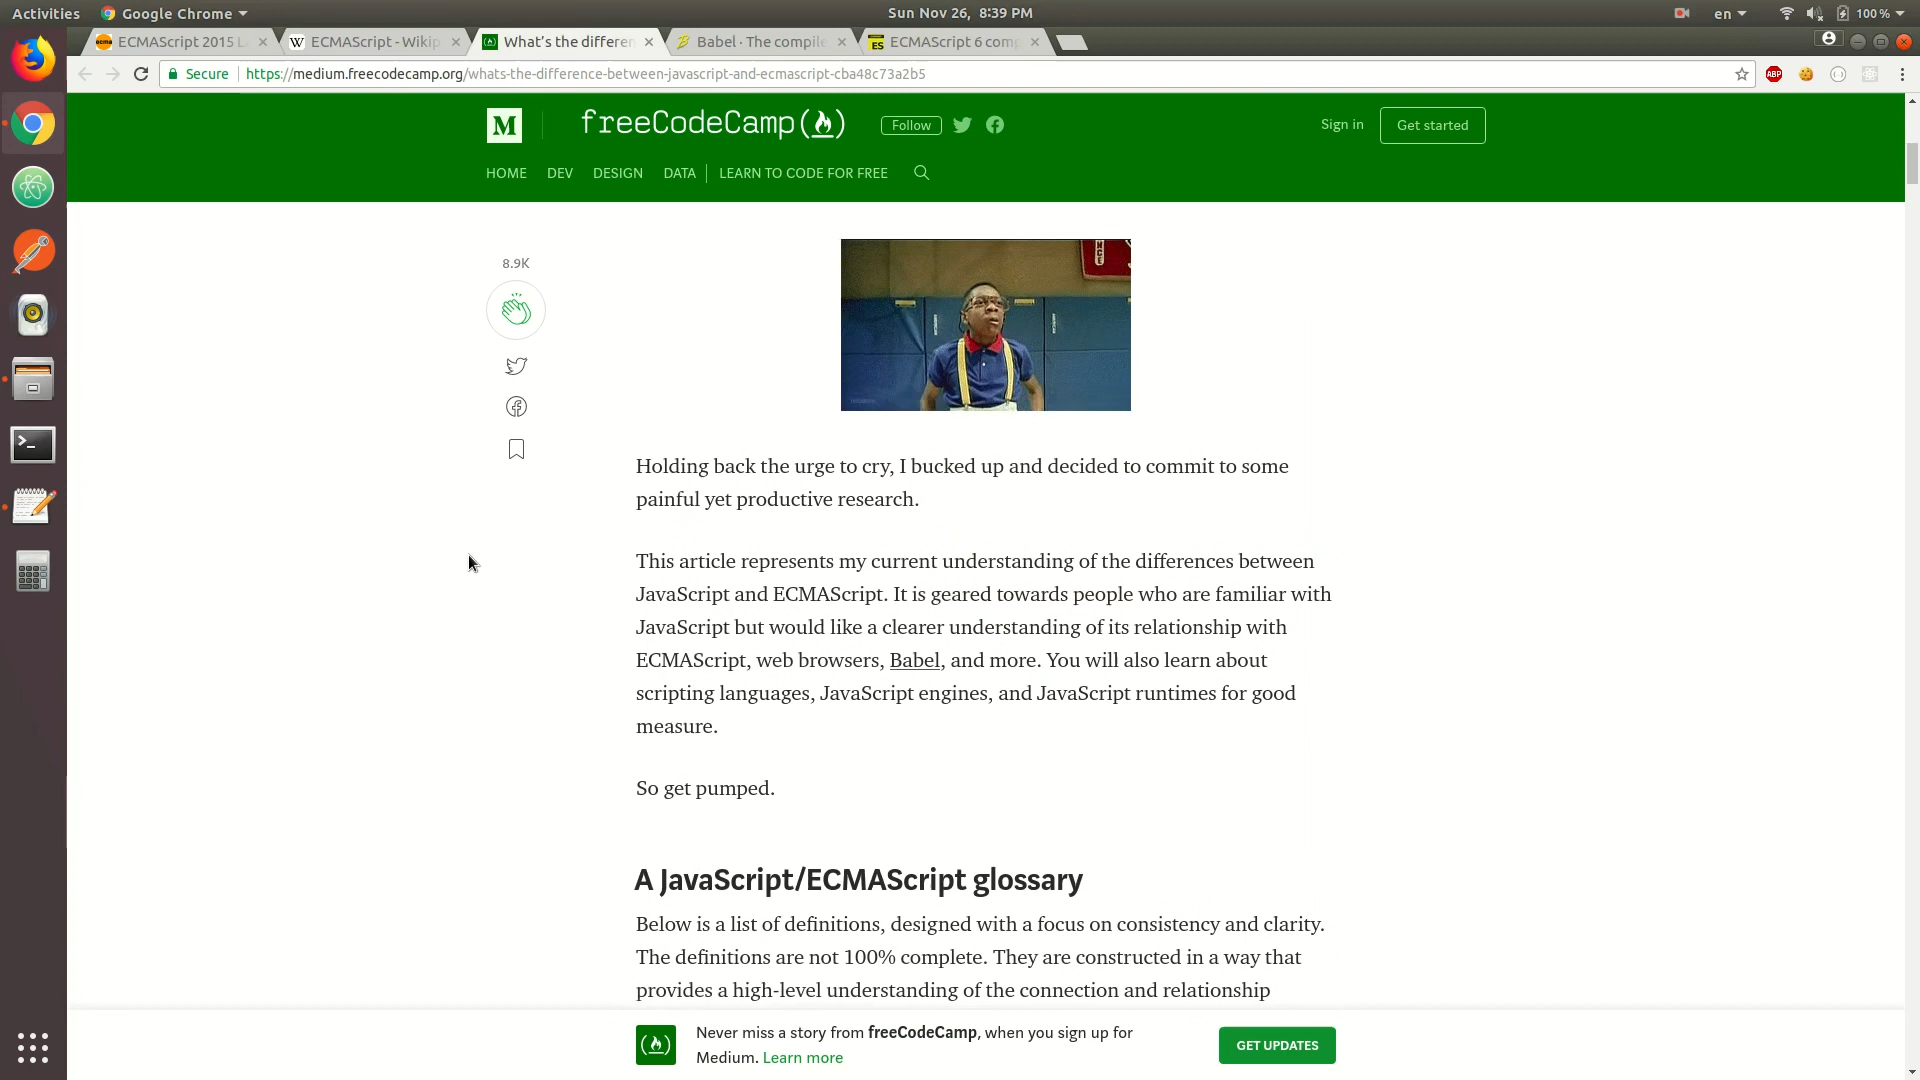 Activities
Google Chrome
Sun Nov 26, 8:39 PM
en
100 %
ECMAScript 2015 L
ECMAScript - Wikip
What's the differen
Babel · The compile
ECMAScript 6 comp
Secure
https://medium.freecodecamp.org/whats-the-difference-between-javascript-and-ecmascript-cba48c73a2b5
ABP
M
freeCodeCamp
Follow
Sign in
Get started
HOME
DEV
DESIGN
DATA
LEARN TO CODE FOR FREE
8.9K
Holding back the urge to cry, I bucked up and decided to commit to some
painful yet productive research.
This article represents my current understanding of the differences between
JavaScript and ECMAScript. It is geared towards people who are familiar with
JavaScript but would like a clearer understanding of its relationship with
ECMAScript, web browsers, Babel, and more. You will also learn about
scripting languages, JavaScript engines, and JavaScript runtimes for good
measure.
So get pumped.
A JavaScript/ECMAScript glossary
Below is a list of definitions, designed with a focus on consistency and clarity.
The definitions are not 100% complete. They are constructed in a way that
provides a high-level understanding of the connection and relationship
Never miss a story from freeCodeCamp, when you sign up for
Medium. Learn more
GET UPDATES